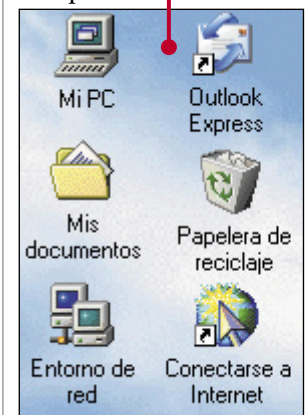 Mi PC
Outlook
Express
Mis
documentos
Papelera de
reciclaje
Entorno de
red
Conectarse a
Internet